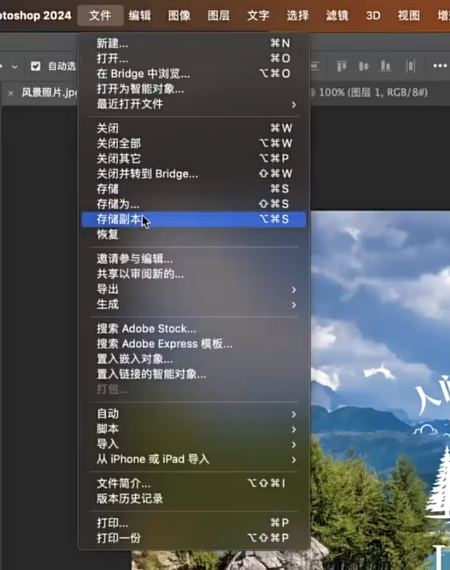 otoshop 2024 文件 编辑 图像 图层 文字 选择 滤镜 3D 视图 增
自动选
× 风景照片.jpg @ 100% (图层 1, RGB/8#)
新建... ⌘N
打开... ⌘O
在 Bridge 中浏览... ⌥⌘O
打开为智能对象...
最近打开文件 >
关闭 ⌘W
关闭全部 ⌥⌘W
关闭其它 ⌥⌘P
关闭并转到 Bridge... ⇧⌘W
存储 ⌘S
存储为... ⇧⌘S
存储副本 ⌥⌘S
恢复
邀请参与编辑...
共享以审阅新的...
导出 >
生成 >
搜索 Adobe Stock...
搜索 Adobe Express 模板...
置入嵌入对象...
置入链接的智能对象...
打包...
自动 >
脚本 >
导入 >
从 iPhone 或 iPad 导入 >
文件简介... ⌥⇧⌘I
版本历史记录
打印... ⌘P
打印一份 ⌥⇧⌘P
人间